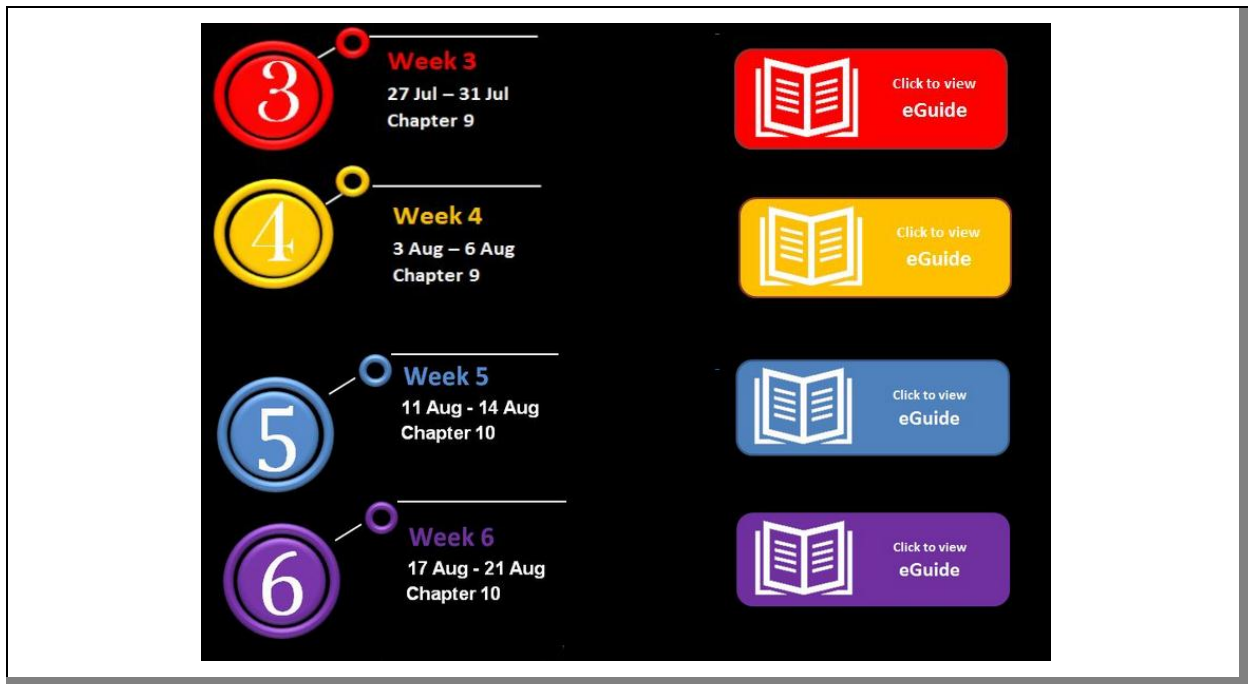 3
Week 3
27 Jul – 31 Jul
Chapter 9
Click to view
eGuide
4
Week 4
3 Aug – 6 Aug
Chapter 9
Click to view
eGuide
5
Week 5
11 Aug - 14 Aug
Chapter 10
Click to view
eGuide
6
Week 6
17 Aug - 21 Aug
Chapter 10
Click to view
eGuide